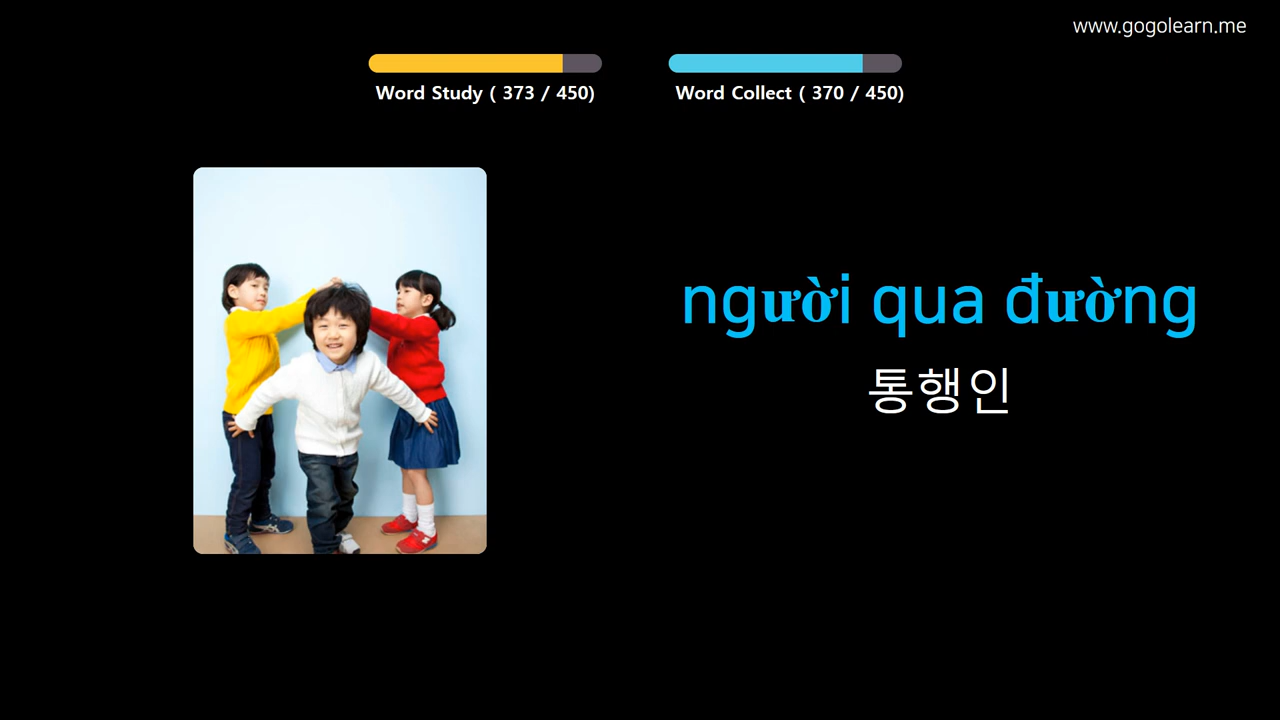 www.gogolearn.me
Word Study ( 373 / 450)
Word Collect ( 370 / 450)
người qua đường
통행인